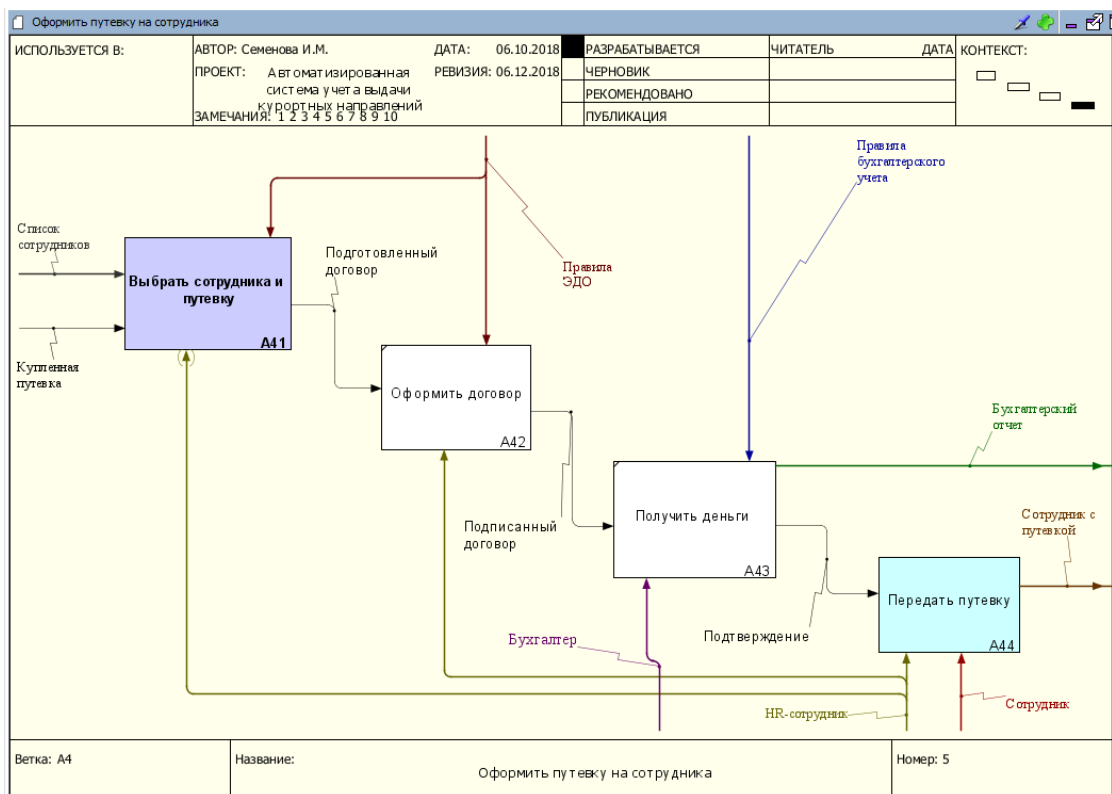 Оформить путевку на сотрудника
ИСПОЛЬЗУЕТСЯ В:
АВТОР: Семенова И.М.
ДАТА: 06.10.2018
ПРОЕКТ: Автоматизированная
система учета выдачи
курортных направлений
РЕВИЗИЯ: 06.12.2018
ЗАМЕЧАНИЯ: 1 2 3 4 5 6 7 8 9 10
РАЗРАБАТЫВАЕТСЯ
ЧЕРНОВИК
РЕКОМЕНДОВАНО
ПУБЛИКАЦИЯ
ЧИТАТЕЛЬ
ДАТА
КОНТЕКСТ:
Правила
бухгалтерского
учета
Список
сотрудников
Подготовленный
договор
Правила
ЭДО
Выбрать сотрудника и
путевку
A41
Купленная
путевка
Оформить договор
A42
Бухгалтерский
отчет
Подписанный
договор
Получить деньги
A43
Сотрудник с
путевкой
Передать путевку
A44
Бухгалтер
Подтверждение
HR-сотрудник
Сотрудник
Ветка: A4
Название:
Оформить путевку на сотрудника
Номер: 5